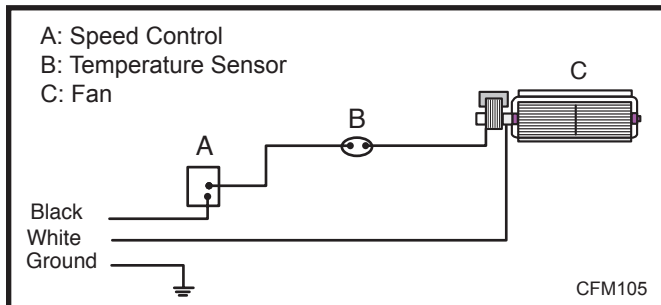 A: Speed Control
B: Temperature Sensor
C: Fan
C
B
A
Black
White
Ground
CFM105